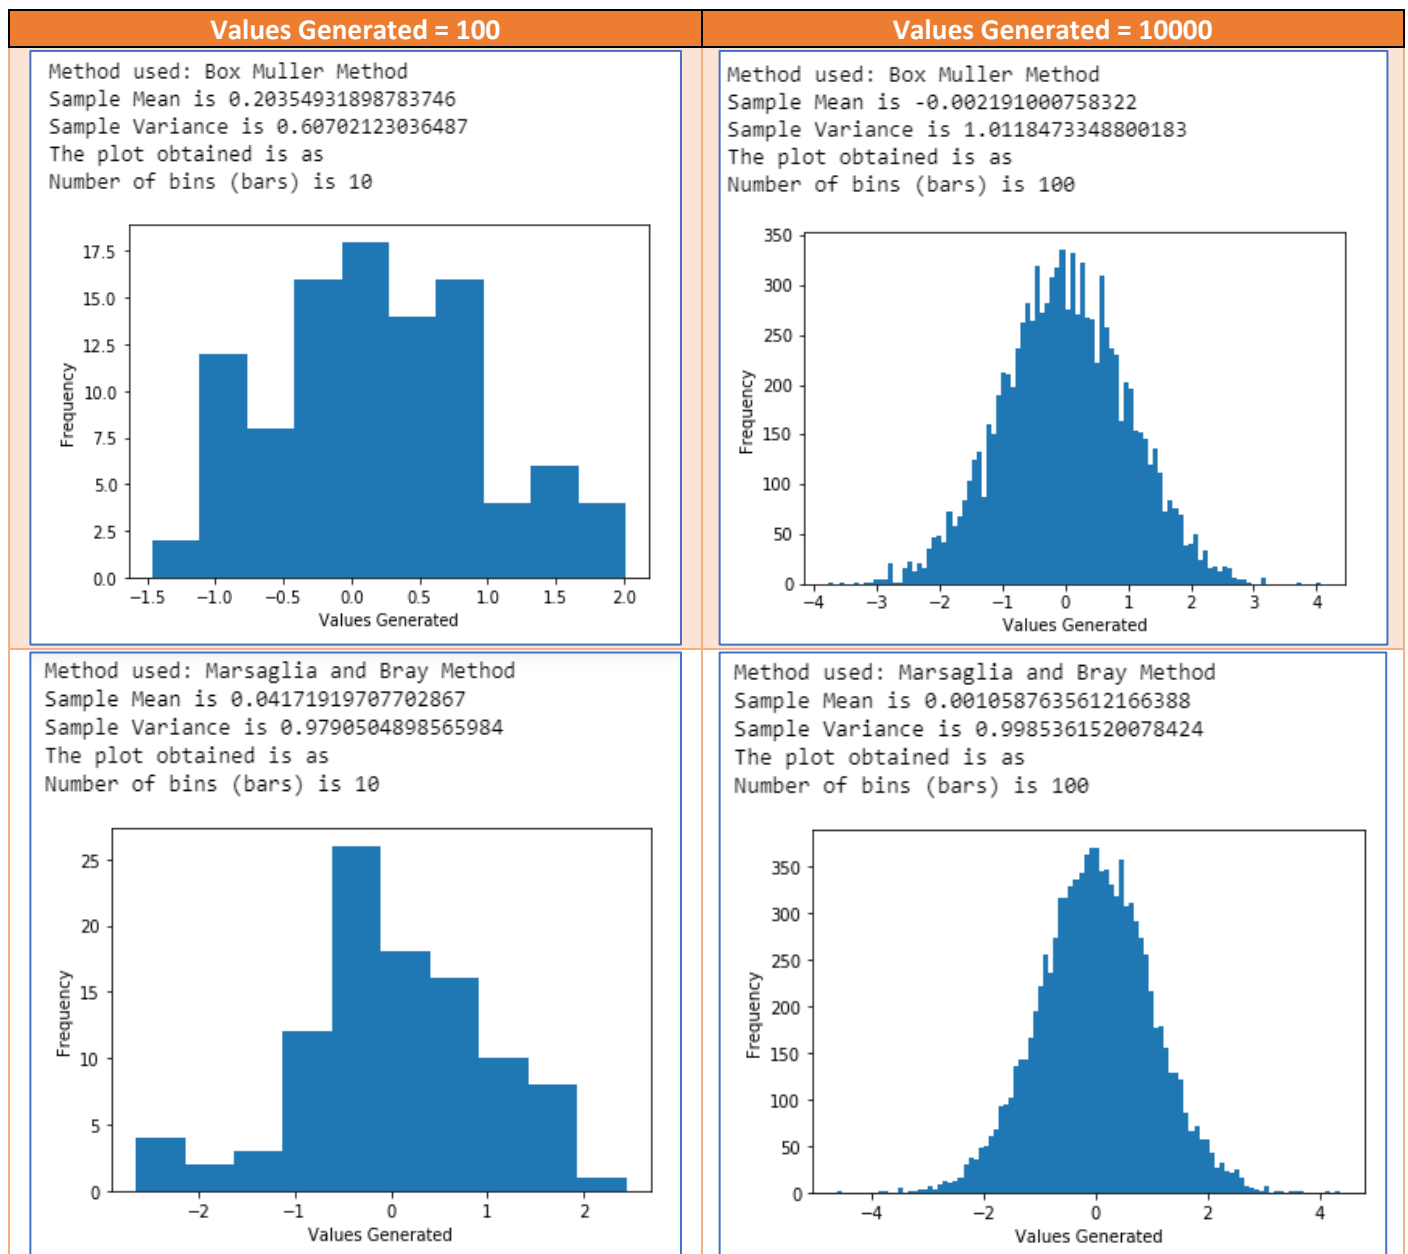 Values Generated = 100
Values Generated = 10000
Method used: Box Muller Method
Sample Mean is 0.20354931898783746
Sample Variance is 0.60702123036487
The plot obtained is as
Number of bins (bars) is 10
17.5
15.0
12.5
10.0
7.5
5.0
2.5
0.0
Frequency
−1.5 −1.0 −0.5 0.0 0.5 1.0 1.5 2.0
Values Generated
Method used: Box Muller Method
Sample Mean is -0.002191000758322
Sample Variance is 1.0118473348800183
The plot obtained is as
Number of bins (bars) is 100
350
300
250
200
150
100
50
0
Frequency
−4 −3 −2 −1 0 1 2 3 4
Values Generated
Method used: Marsaglia and Bray Method
Sample Mean is 0.04171919707702867
Sample Variance is 0.9790504898565984
The plot obtained is as
Number of bins (bars) is 10
25
20
15
10
5
0
Frequency
−2 −1 0 1 2
Values Generated
Method used: Marsaglia and Bray Method
Sample Mean is 0.0010587635612166388
Sample Variance is 0.9985361520078424
The plot obtained is as
Number of bins (bars) is 100
350
300
250
200
150
100
50
0
Frequency
−4 −2 0 2 4
Values Generated